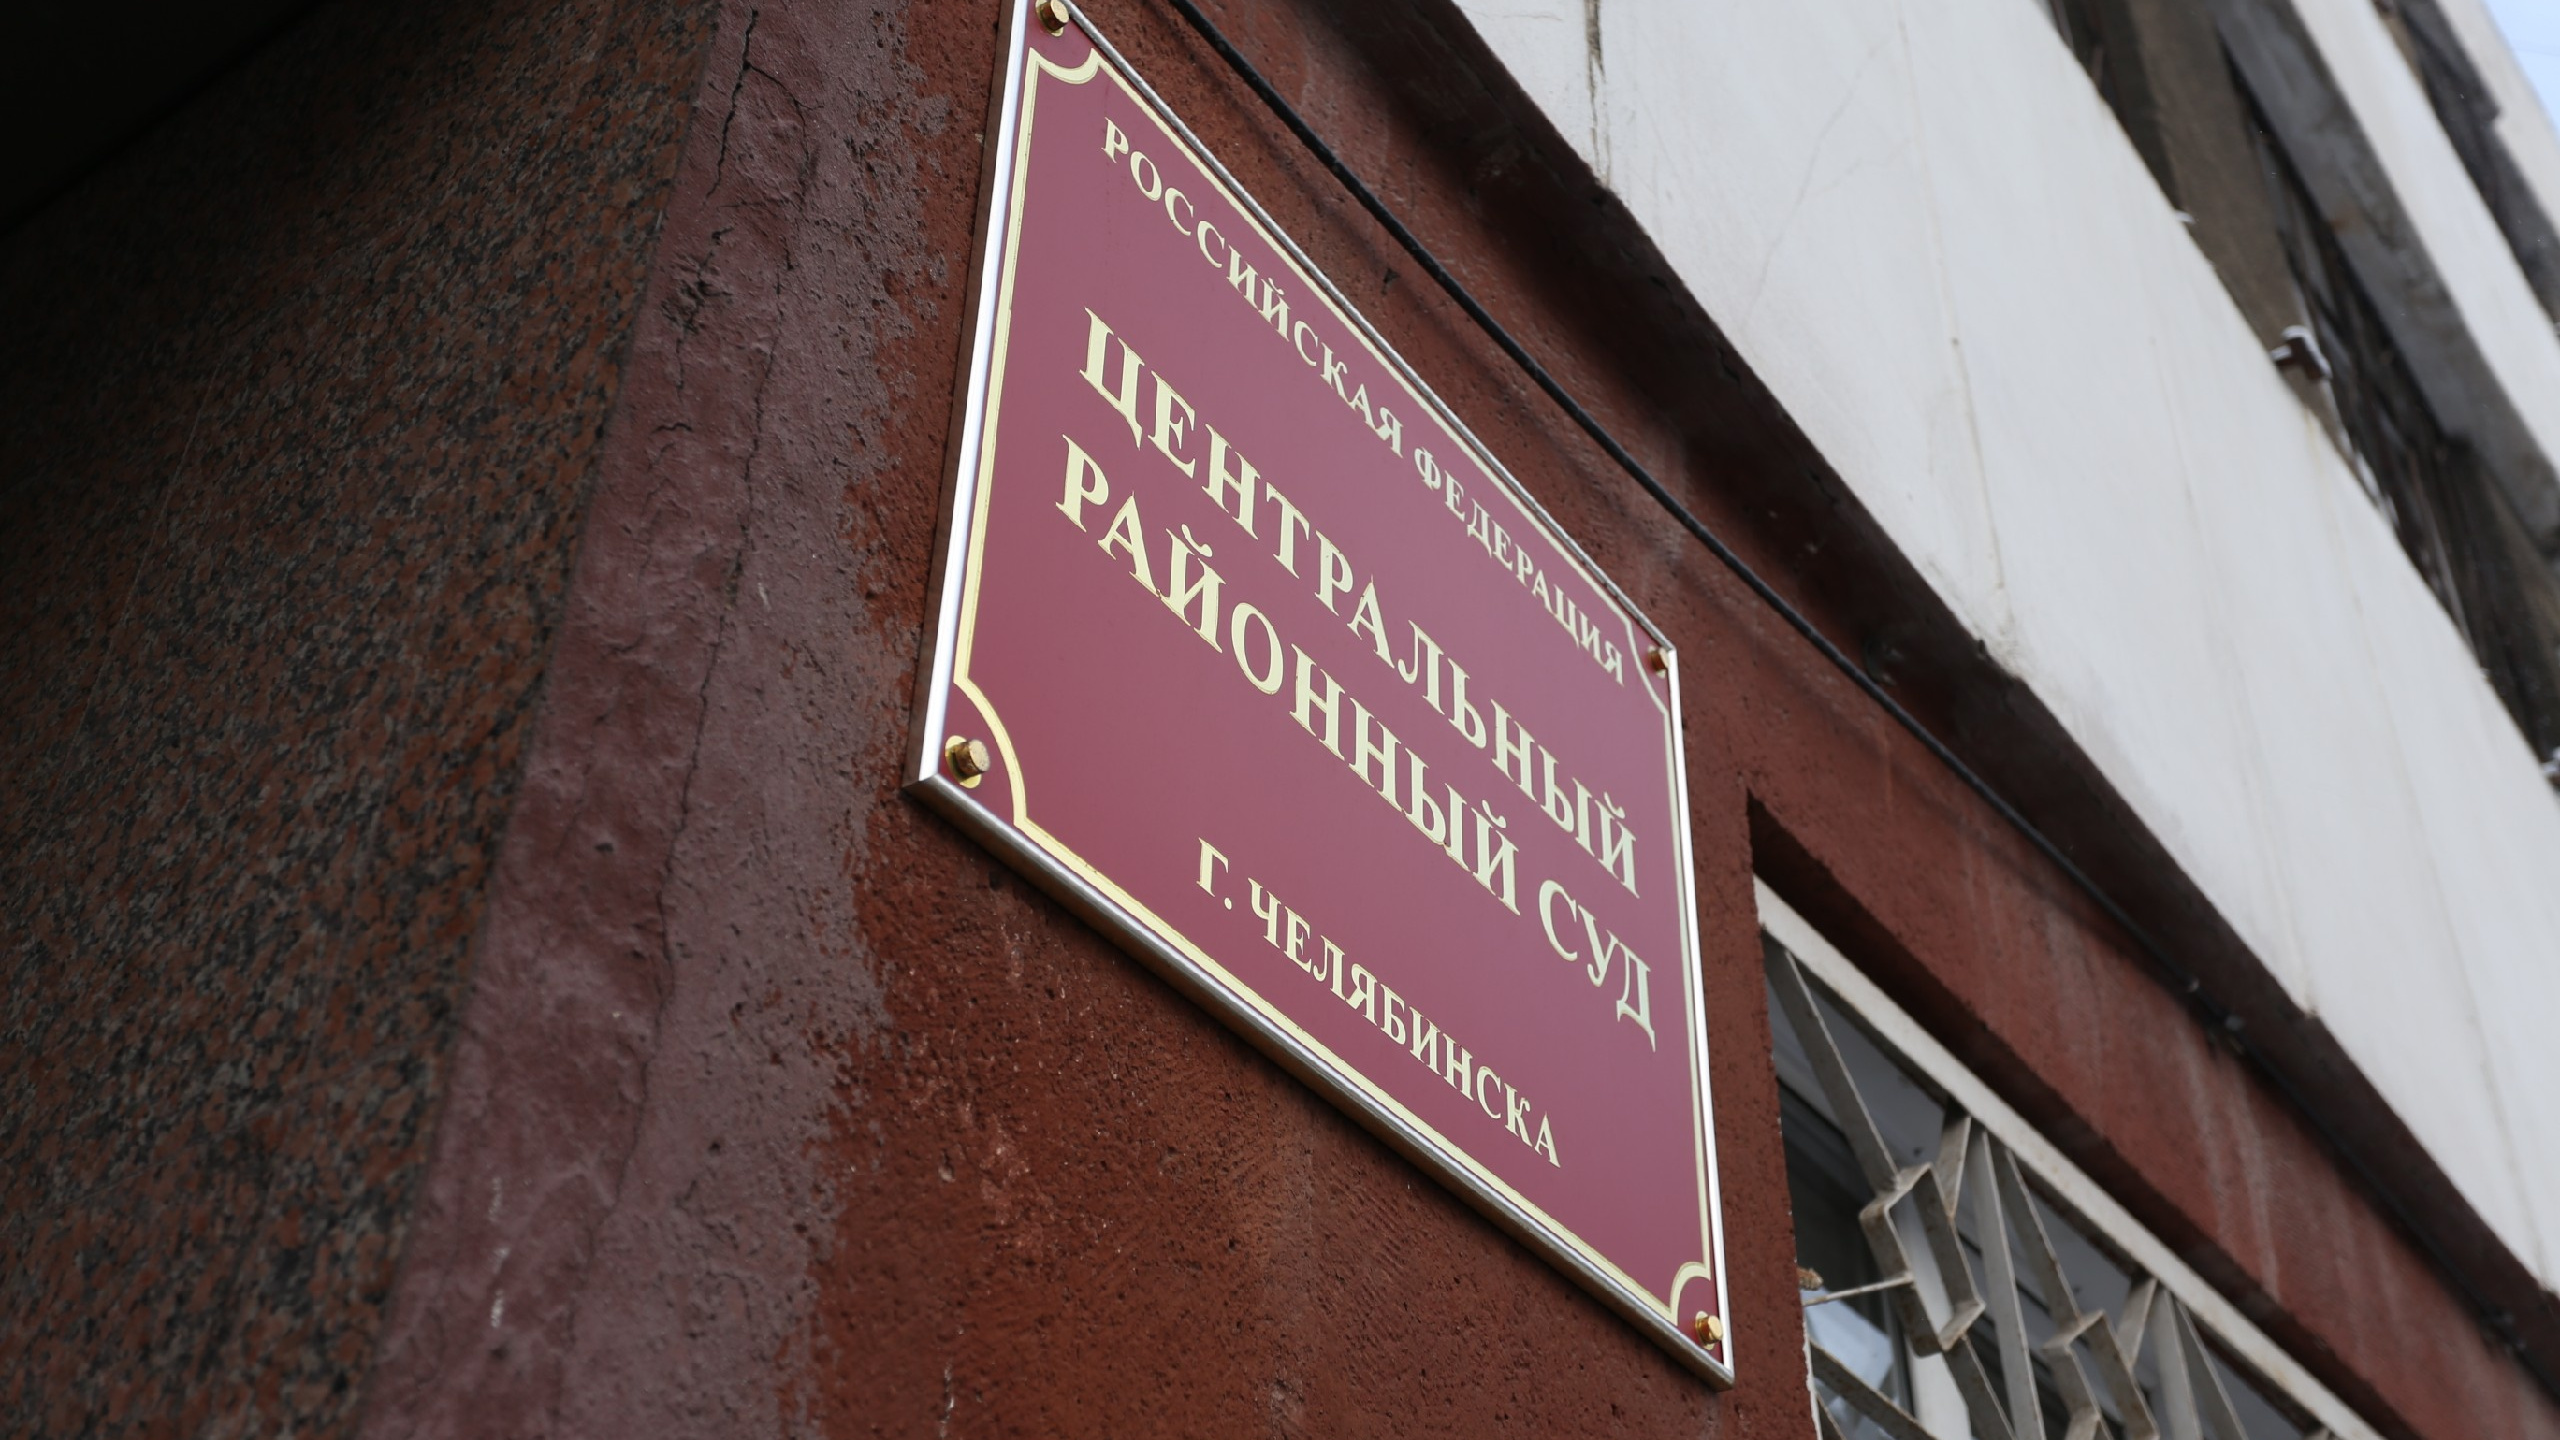 РОССИЙСКАЯ ФЕДЕРАЦИЯ
ЦЕНТРАЛЬНЫЙ
РАЙОННЫЙ СУД
Г. ЧЕЛЯБИНСКА